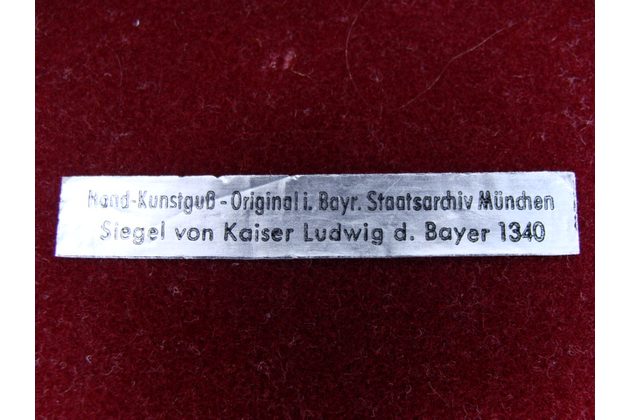 Hand-Kunstguß - Original i. Bayr. Staatsarchiv München
Siegel von Kaiser Ludwig d. Bayer 1340